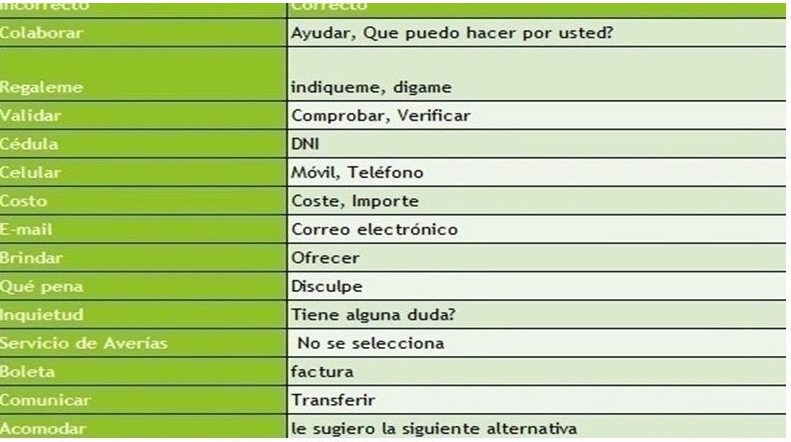 Incorrecto Correcto
Colaborar Ayudar, Que puedo hacer por usted?
Regaleme indiqueme, digame
Validar Comprobar, Verificar
Cédula DNI
Celular Móvil, Teléfono
Costo Coste, Importe
E-mail Correo electrónico
Brindar Ofrecer
Qué pena Disculpe
Inquietud Tiene alguna duda?
Servicio de Averías No se selecciona
Boleta factura
Comunicar Transferir
Acomodar le sugiero la siguiente alternativa